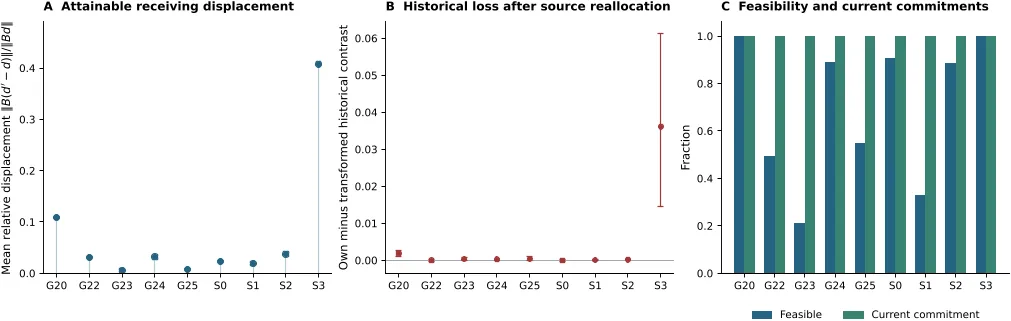 A Attainable receiving displacement
Mean relative displacement ‖B(d′ − d)‖/‖Bd‖
0.4
0.3
0.2
0.1
0.0
G20 G22 G23 G24 G25 S0 S1 S2 S3
B Historical loss after source reallocation
Own minus transformed historical contrast
0.06
0.05
0.04
0.03
0.02
0.01
0.00
G20 G22 G23 G24 G25 S0 S1 S2 S3
C Feasibility and current commitments
Fraction
1.0
0.8
0.6
0.4
0.2
0.0
G20 G22 G23 G24 G25 S0 S1 S2 S3
Feasible Current commitment